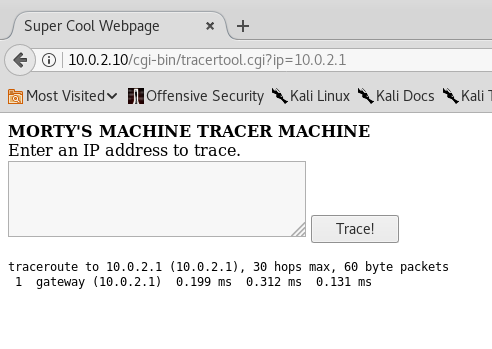 Super Cool Webpage
10.0.2.10/cgi-bin/tracertool.cgi?ip=10.0.2.1
Most Visited Offensive Security Kali Linux Kali Docs Kali T
MORTY'S MACHINE TRACER MACHINE
Enter an IP address to trace.
Trace!
traceroute to 10.0.2.1 (10.0.2.1), 30 hops max, 60 byte packets
1 gateway (10.0.2.1) 0.199 ms 0.312 ms 0.131 ms